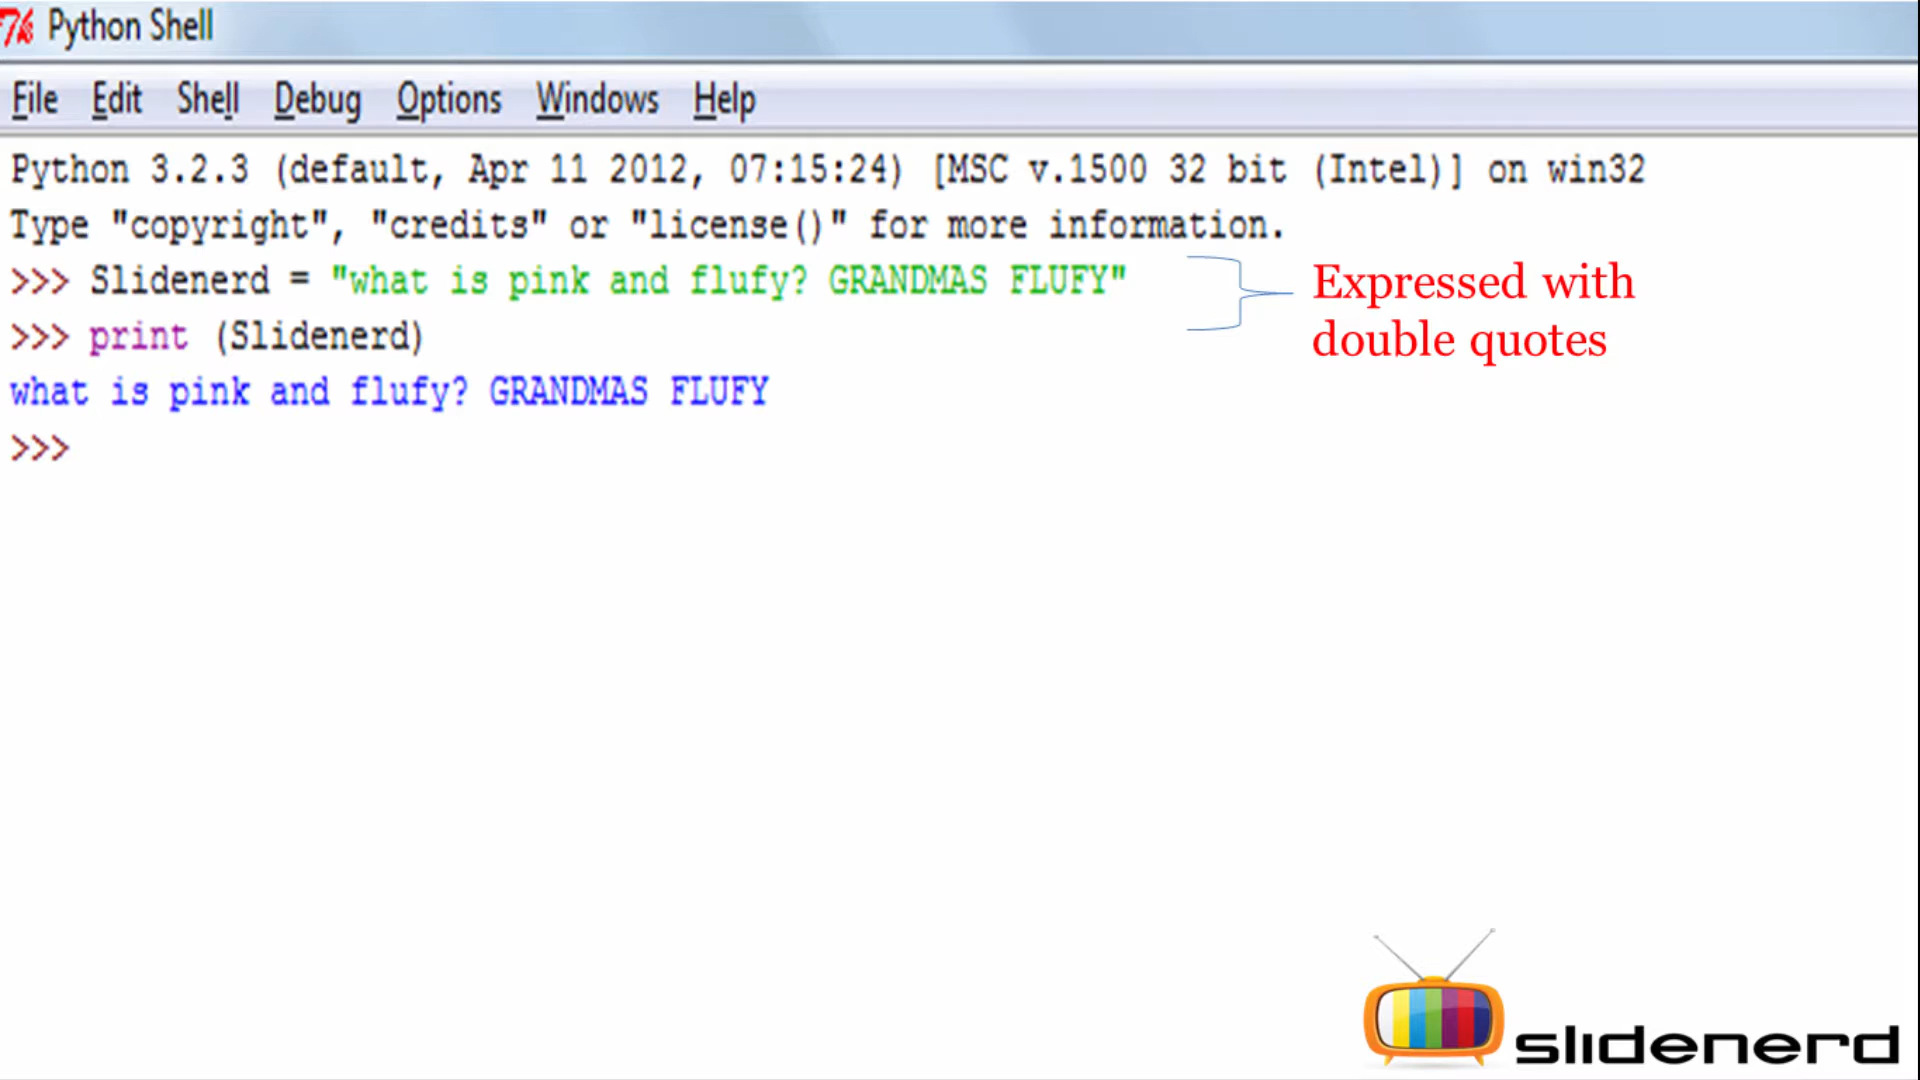 Python Shell
File Edit Shell Debug Options Windows Help
Python 3.2.3 (default, Apr 11 2012, 07:15:24) [MSC v.1500 32 bit (Intel)] on win32
Type "copyright", "credits" or "license()" for more information.
>>> Slidenerd = "what is pink and flufy? GRANDMAS FLUFY"
>>> print (Slidenerd)
what is pink and flufy? GRANDMAS FLUFY
>>>
Expressed with
double quotes
slidenerd